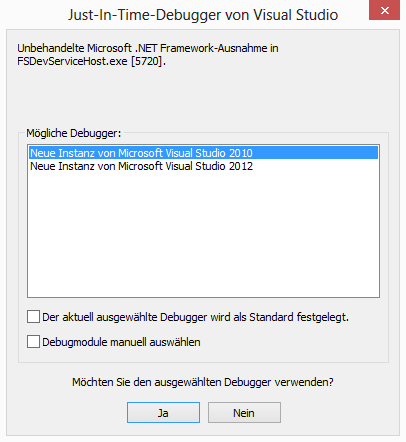 Just-In-Time-Debugger von Visual Studio
Unbehandelte Microsoft .NET Framework-Ausnahme in
FSDevServiceHost.exe [5720].
Mögliche Debugger:
Neue Instanz von Microsoft Visual Studio 2010
Neue Instanz von Microsoft Visual Studio 2012
Der aktuell ausgewählte Debugger wird als Standard festgelegt.
Debugmodule manuell auswählen
Möchten Sie den ausgewählten Debugger verwenden?
Ja
Nein